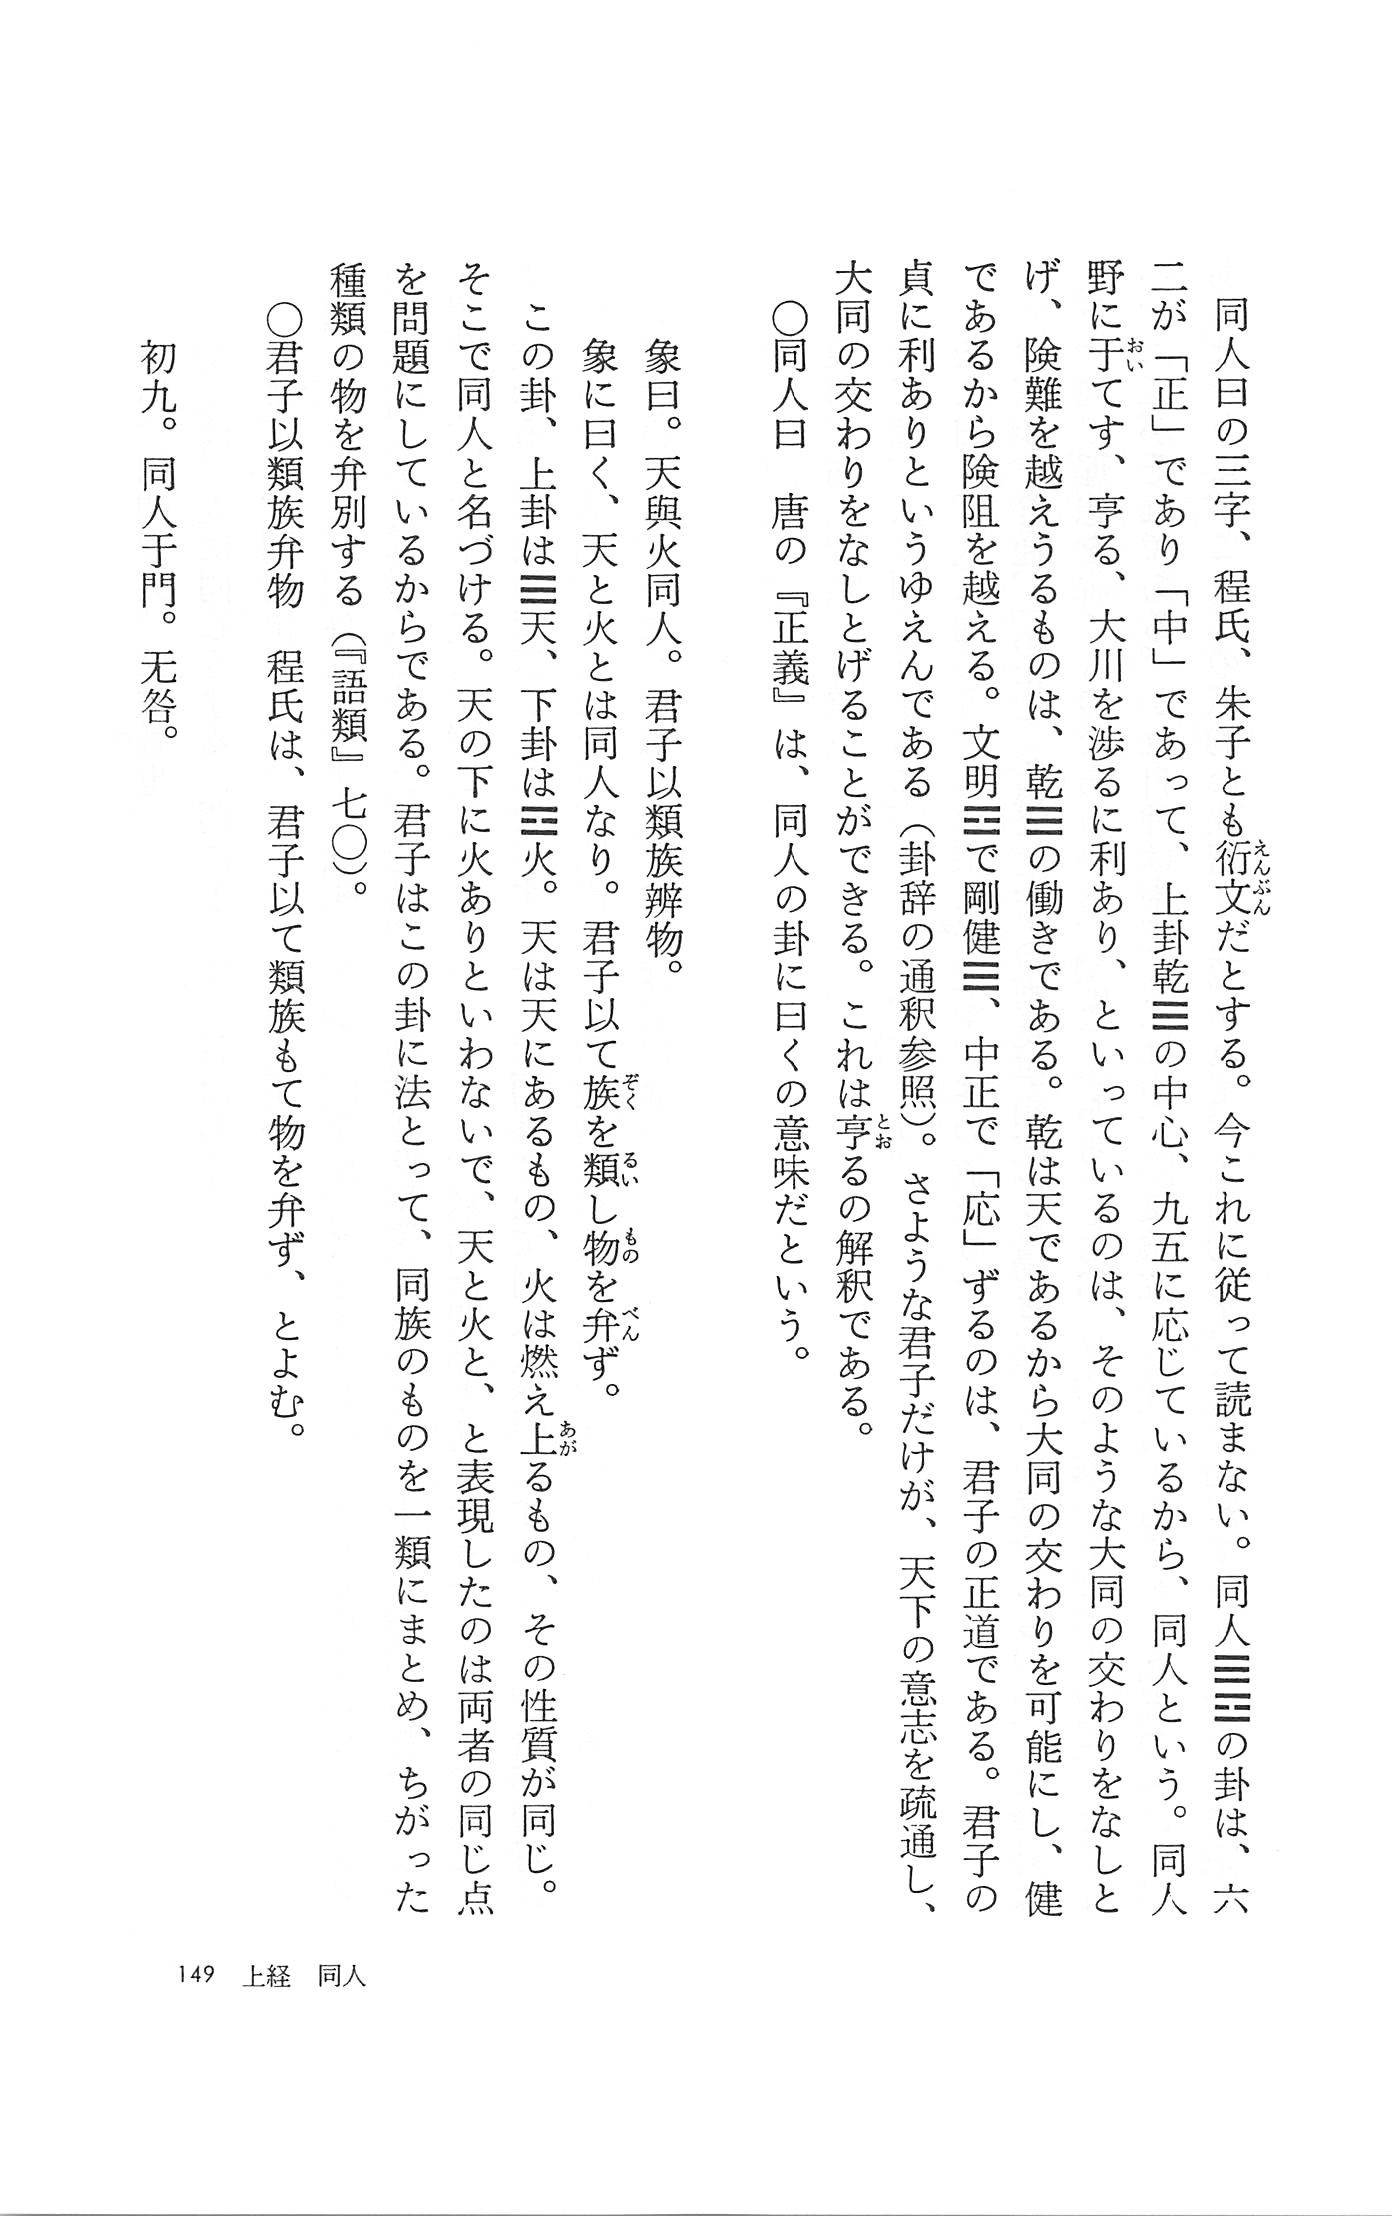 同人曰の三字、程氏、朱子とも衍文だとする。今これに従って読まない。同人☰☲の卦は、六
二が「正」であり「中」であって、上卦乾☰の中心、九五に応じているから、同人という。同人
野に于てす、亨る、大川を渉るに利あり、といっているのは、そのような大同の交わりをなしと
げ、険難を越えうるものは、乾☰の働きである。乾は天であるから大同の交わりを可能にし、健
であるから険阻を越える。文明☲で剛健☰、中正で「応」ずるのは、君子の正道である。君子の
貞に利ありというゆえんである（卦辞の通釈参照）。さような君子だけが、天下の意志を疏通し、
大同の交わりをなしとげることができる。これは亨るの解釈である。
〇同人曰　唐の『正義』は、同人の卦に曰くの意味だという。
象曰。天與火同人。君子以類族辨物。
象に曰く、天と火とは同人なり。君子以て族を類し物を弁ず。
この卦、上卦は☰天、下卦は☲火。天は天にあるもの、火は燃え上るもの、その性質が同じ。
そこで同人と名づける。天の下に火ありといわないで、天と火と、と表現したのは両者の同じ点
を問題にしているからである。君子はこの卦に法とって、同族のものを一類にまとめ、ちがった
種類の物を弁別する（『語類』七〇）。
〇君子以類族弁物　程氏は、君子以て類族もて物を弁ず、とよむ。
初九。同人于門。无咎。
149　上経　同人